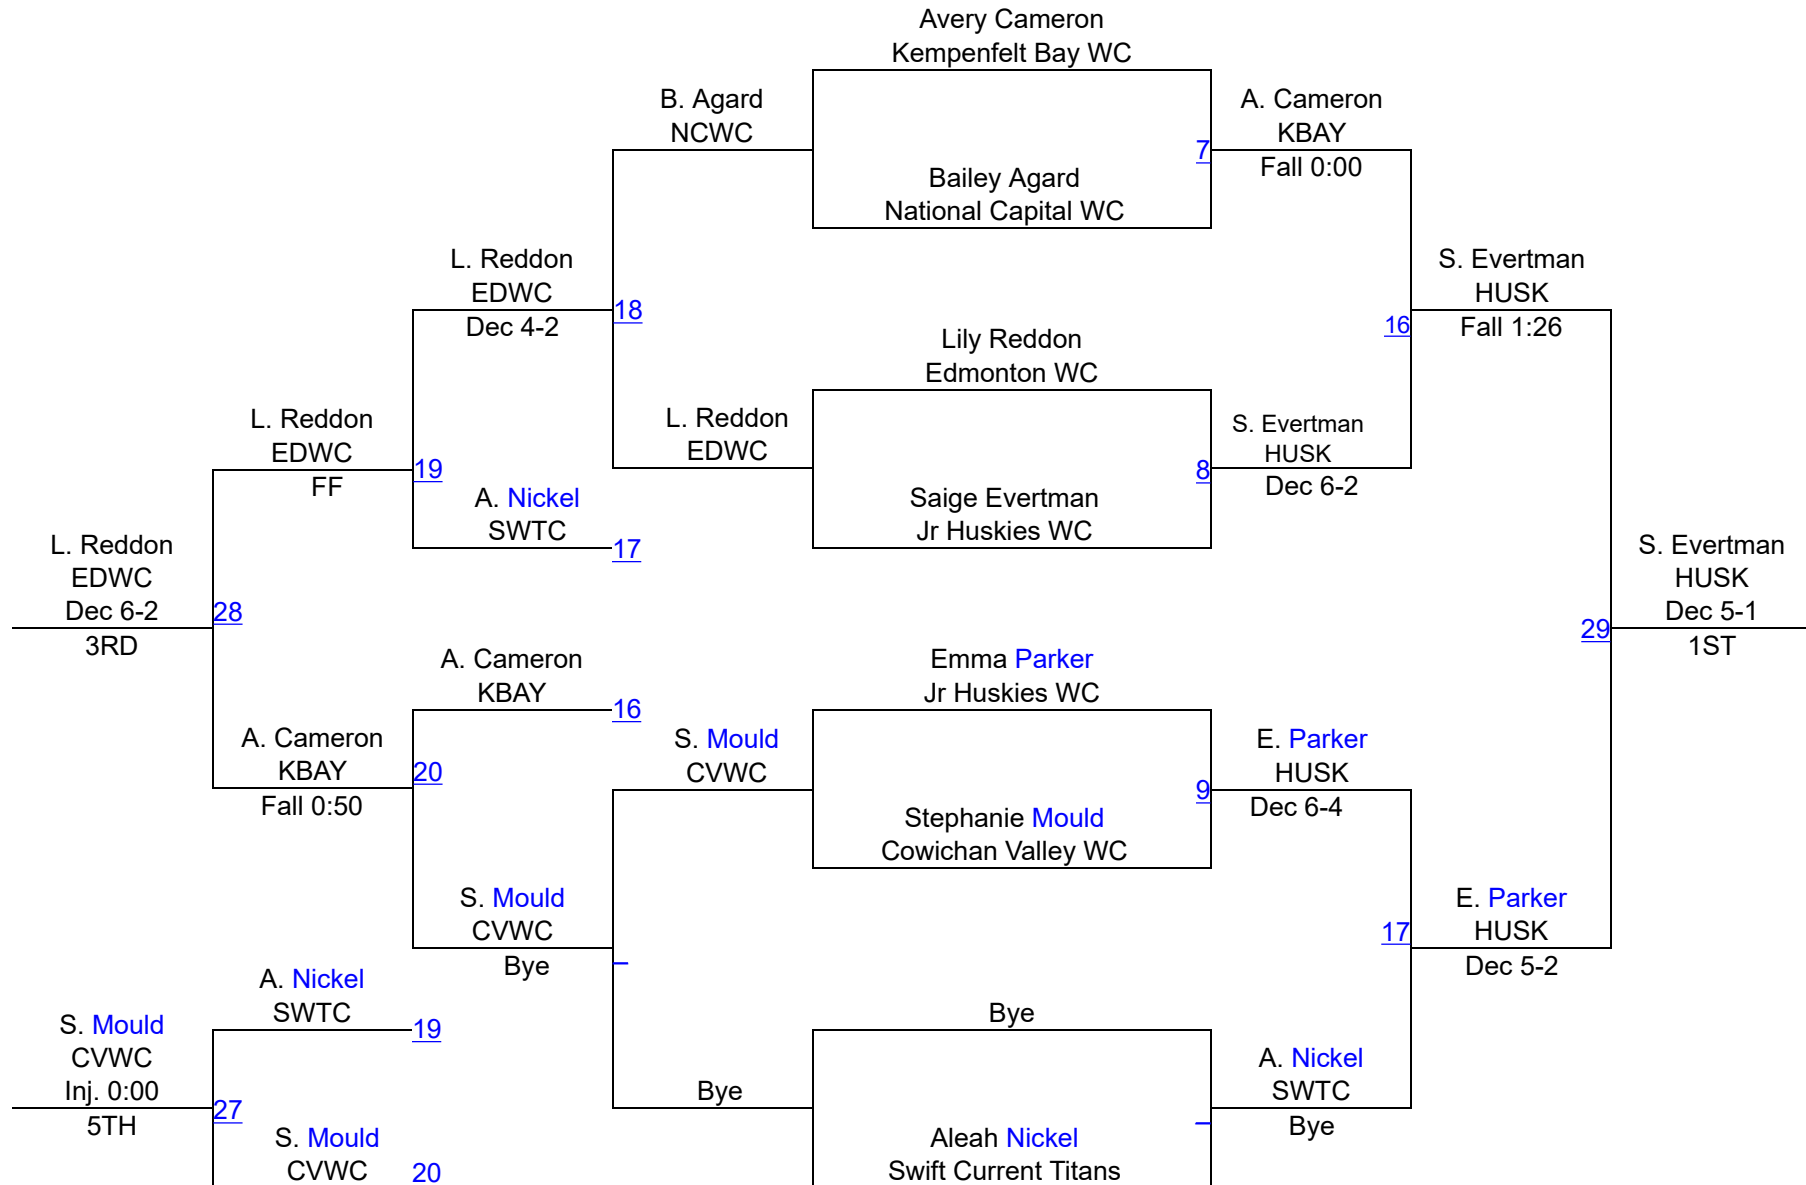 Avery Cameron
Kempenfelt Bay WC
B. Agard
NCWC
A. Cameron
KBAY
7
Fall 0:00
Bailey Agard
National Capital WC
L. Reddon
EDWC
Dec 4-2
18
S. Evertman
HUSK
16
Fall 1:26
Lily Reddon
Edmonton WC
L. Reddon
EDWC
FF
19
L. Reddon
EDWC
S. Evertman
HUSK
8
Dec 6-2
A. Nickel
SWTC
17
Saige Evertman
Jr Huskies WC
L. Reddon
EDWC
Dec 6-2
28
3RD
S. Evertman
HUSK
Dec 5-1
29
1ST
A. Cameron
KBAY
16
Emma Parker
Jr Huskies WC
A. Cameron
KBAY
20
Fall 0:50
S. Mould
CVWC
E. Parker
HUSK
9
Dec 6-4
Stephanie Mould
Cowichan Valley WC
S. Mould
CVWC
Bye
E. Parker
HUSK
17
Dec 5-2
A. Nickel
SWTC
19
Bye
S. Mould
CVWC
Inj. 0:00
27
5TH
Bye
A. Nickel
SWTC
Bye
S. Mould
CVWC
20
Aleah Nickel
Swift Current Titans